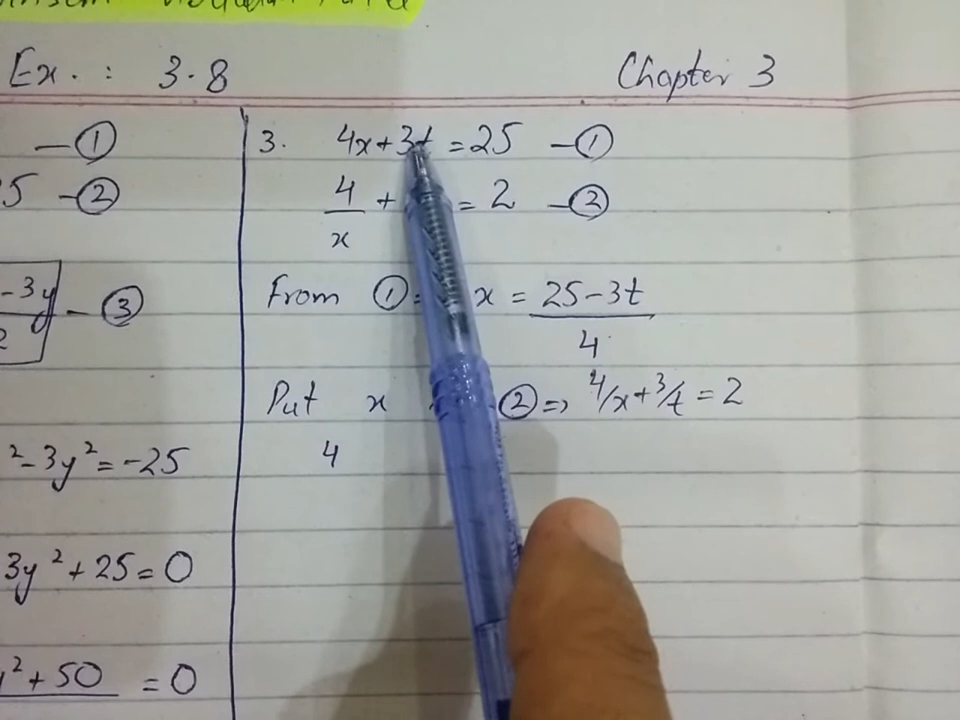 Ex. : 3.8 Chapter 3
— ①
5 — ②
- 3y — ③
2
² - 3y² = -25
3y² + 25 = 0
y² + 50 = 0
3. 4x + 3t = 25 — ①
4/x + = 2 — ②
From ① = x = 25 - 3t / 4
Put x ② => 4/x + 3/t = 2
4